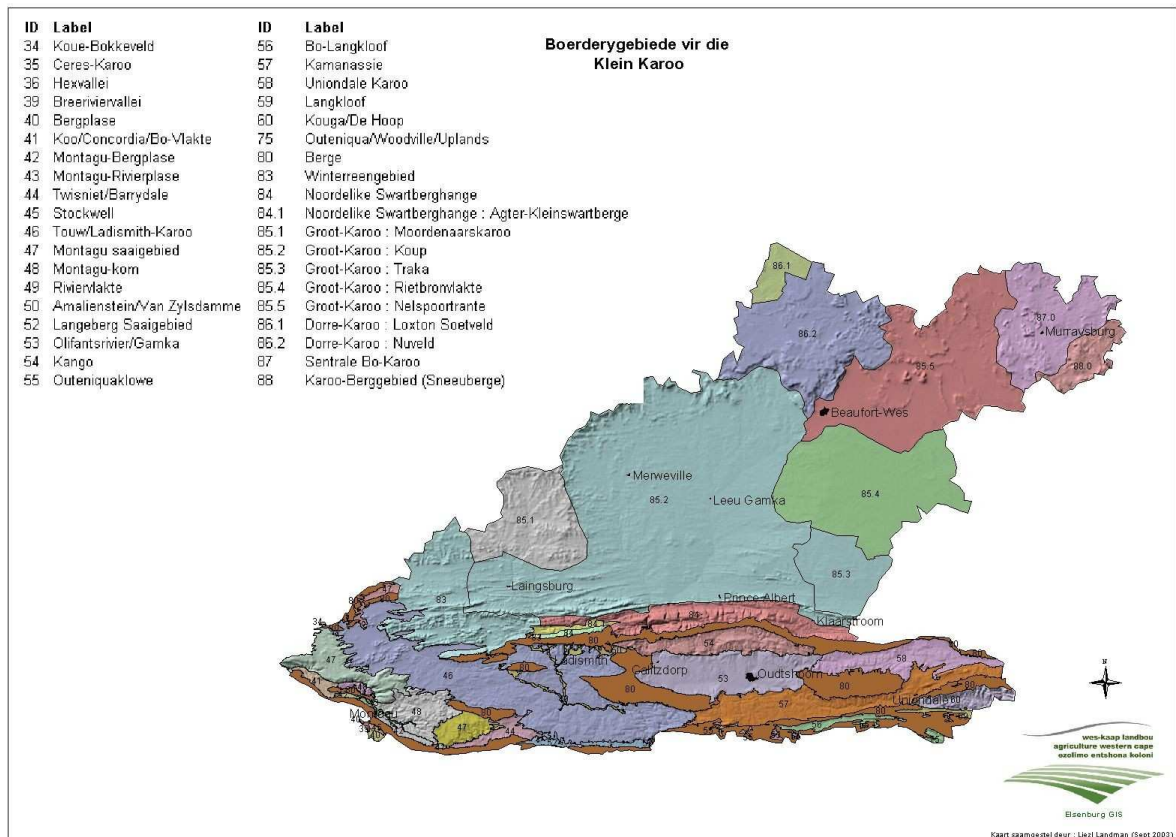 Boerderygebiede vir die
Klein Karoo
ID Label
34 Koue-Bokkeveld
35 Ceres-Karoo
36 Hexvallei
39 Breeriviervallei
40 Bergplase
41 Koo/Concordia/Bo-Vlakte
42 Montagu-Bergplase
43 Montagu-Rivierplase
44 Twisniet/Barrydale
45 Stockwell
46 Touw/Ladismith-Karoo
47 Montagu saaigebied
48 Montagu-kom
49 Riviervlakte
50 Amalienstein/Van Zylsdamme
52 Langeberg Saaigebied
53 Olifantsrivier/Gamka
54 Kango
55 Outeniquaklowe
ID Label
56 Bo-Langkloof
57 Kamanassie
58 Uniondale Karoo
59 Langkloof
60 Kouga/De Hoop
75 Outeniqua/Woodville/Uplands
80 Berge
83 Winterreengebied
84 Noordelike Swartberghange
84.1 Noordelike Swartberghange : Agter-Kleinswartberge
85.1 Groot-Karoo : Moordenaarskaroo
85.2 Groot-Karoo : Koup
85.3 Groot-Karoo : Traka
85.4 Groot-Karoo : Rietbronvlakte
85.5 Groot-Karoo : Nelspoortrante
86.1 Dorre-Karoo : Loxton Soetveld
86.2 Dorre-Karoo : Nuveld
87 Sentrale Bo-Karoo
88 Karoo-Berggebied (Sneeuberge)
86.1
86.2
87.0
Murraysburg
85.5
88.0
Beaufort-Wes
Merweville
85.2
Leeu Gamka
85.4
85.1
85.3
Laingsburg
83
Prince Albert
84
Klaarstroom
47
80
54
58
Ladismith
Calitzdorp
Oudtshoorn
46
53
80
80
57
Uniondale
60
41
48
Montagu
47
44
56
N
wes-kaap landbou
agriculture western cape
ozolimo entshona koloni
Elsenburg GIS
Kaart saamgestel deur : Liezl Landman (Sept 2003)